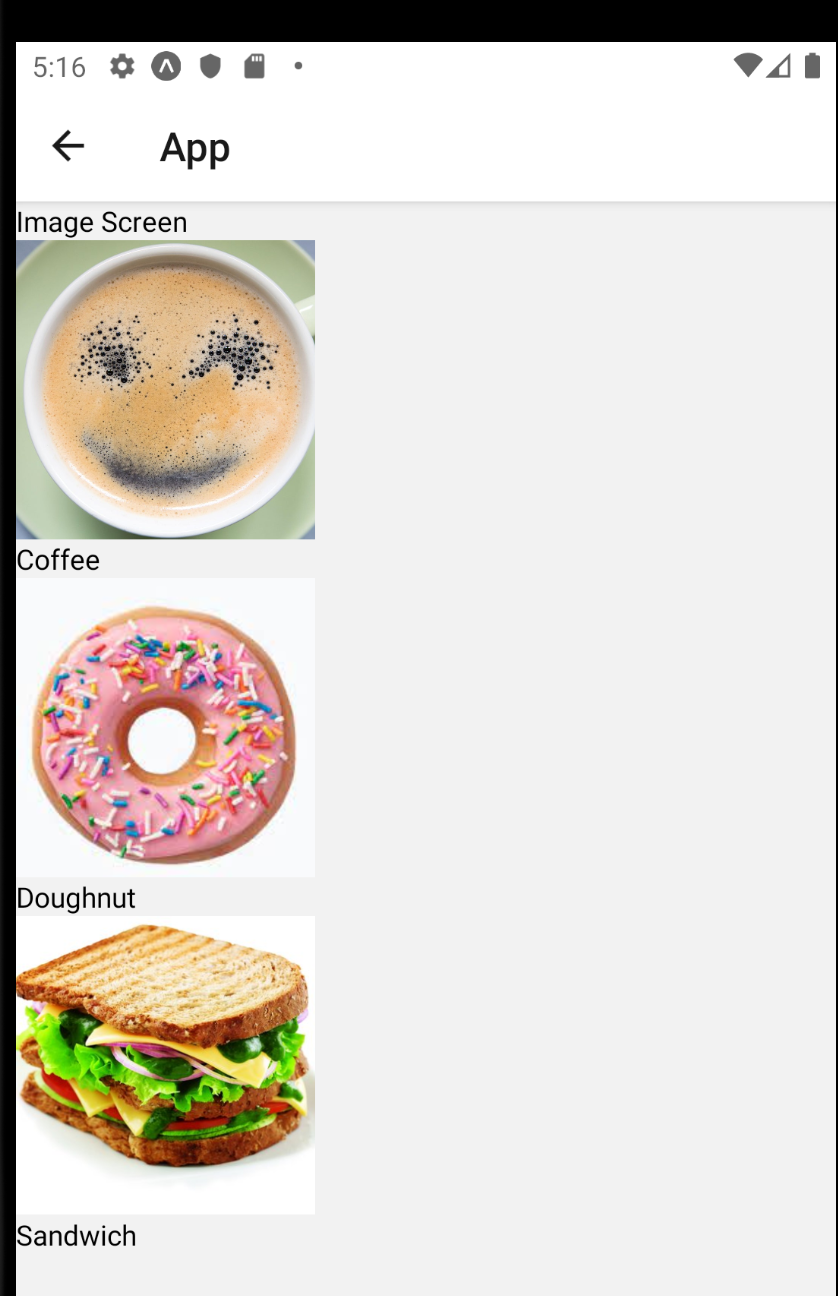 5:16
App
Image Screen
Coffee
Doughnut
Sandwich